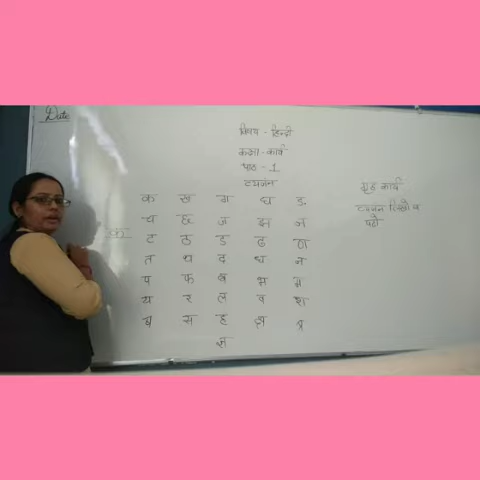 Date
विषय - हिन्दी
कक्षा - कार्य
पाठ - 1
व्यंजन
क ख ग घ ङ
च छ ज झ ञ
ट ठ ड ढ ण
त थ द ध न
प फ ब भ म
य र ल व श
ष स ह क्ष त्र
ज्ञ
क
गृह कार्य
व्यंजन लिखो व
पढ़ो